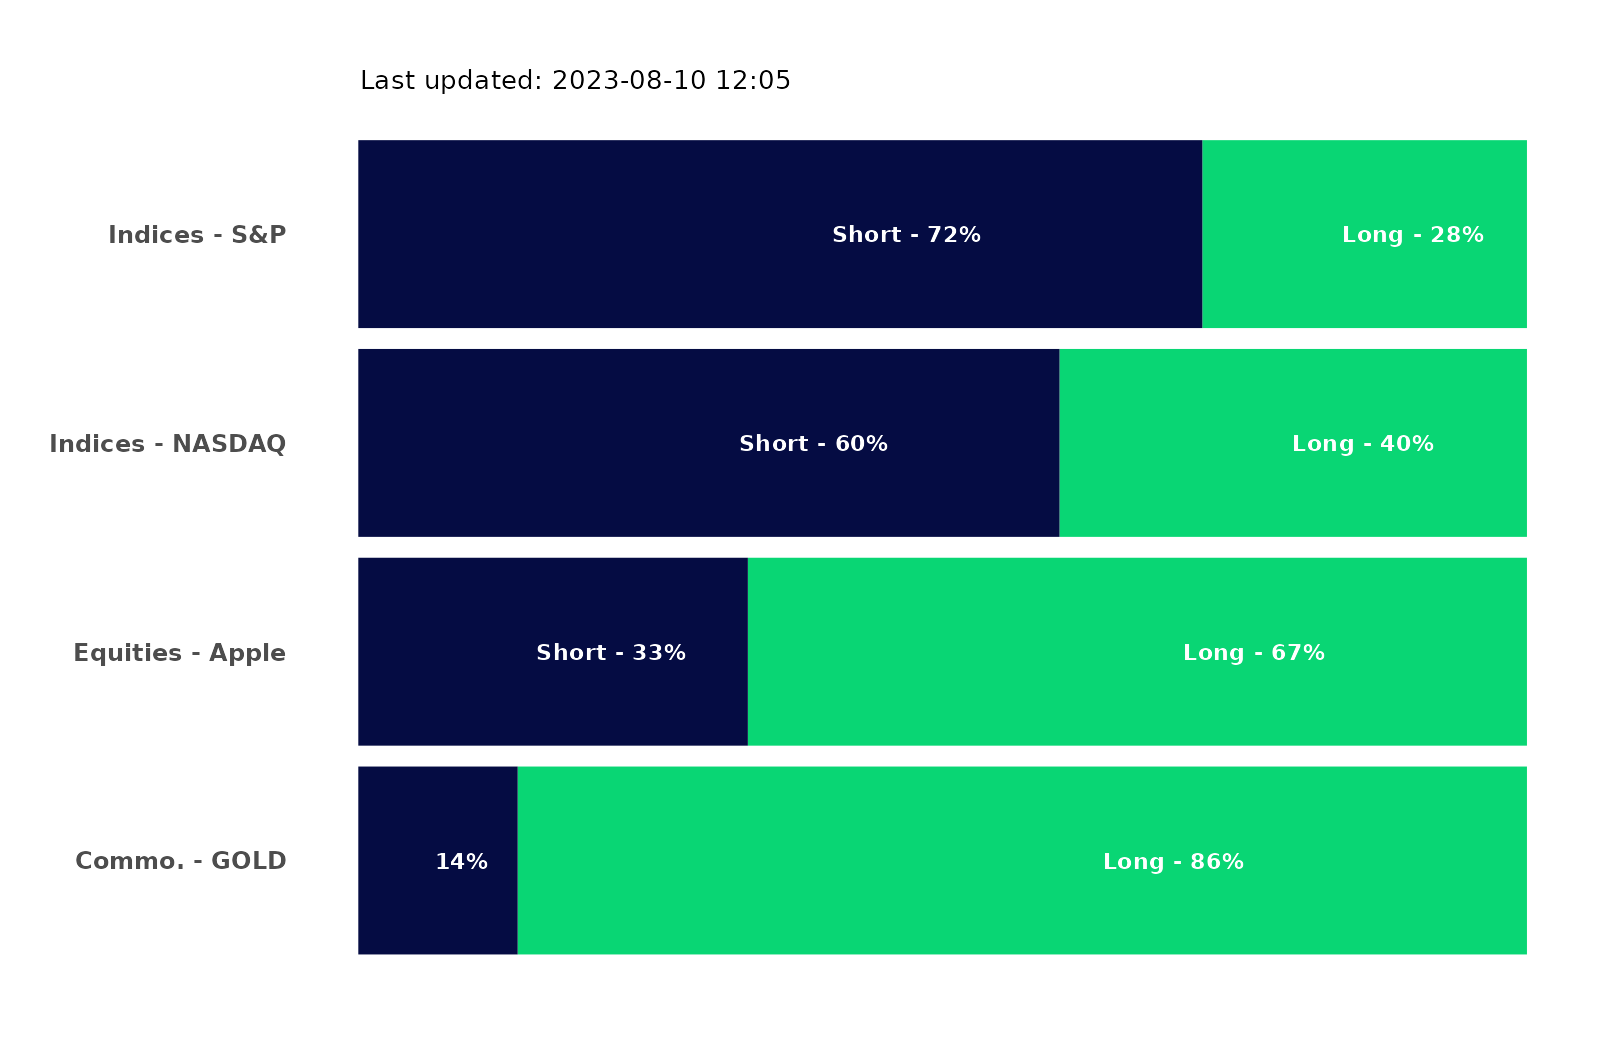 Last updated: 2023-08-10 12:05
Indices - S&P
Short - 72%
Long - 28%
Indices - NASDAQ
Short - 60%
Long - 40%
Equities - Apple
Short - 33%
Long - 67%
Commo. - GOLD
14%
Long - 86%